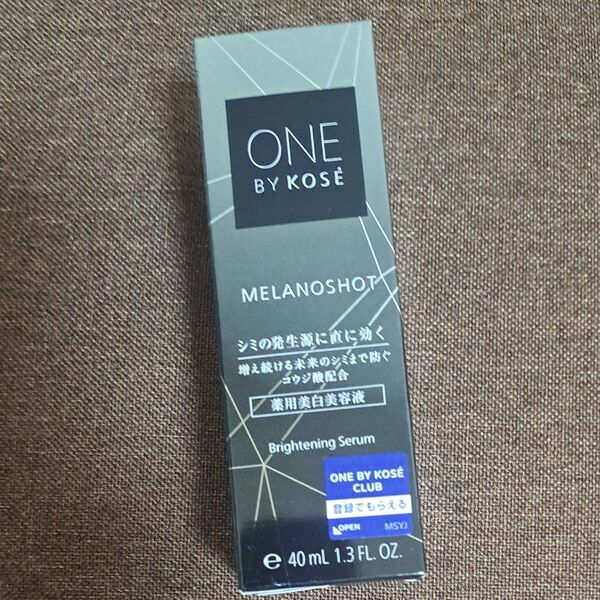 ONE
BY KOSÉ
MELANOSHOT
シミの発生源に直に効く
増え続ける未来のシミまで防ぐ
コウジ酸配合
薬用美白美容液
Brightening Serum
ONE BY KOSÉ
CLUB
登録でもらえる
OPEN MSYJ
℮ 40 mL 1.3 FL. OZ.